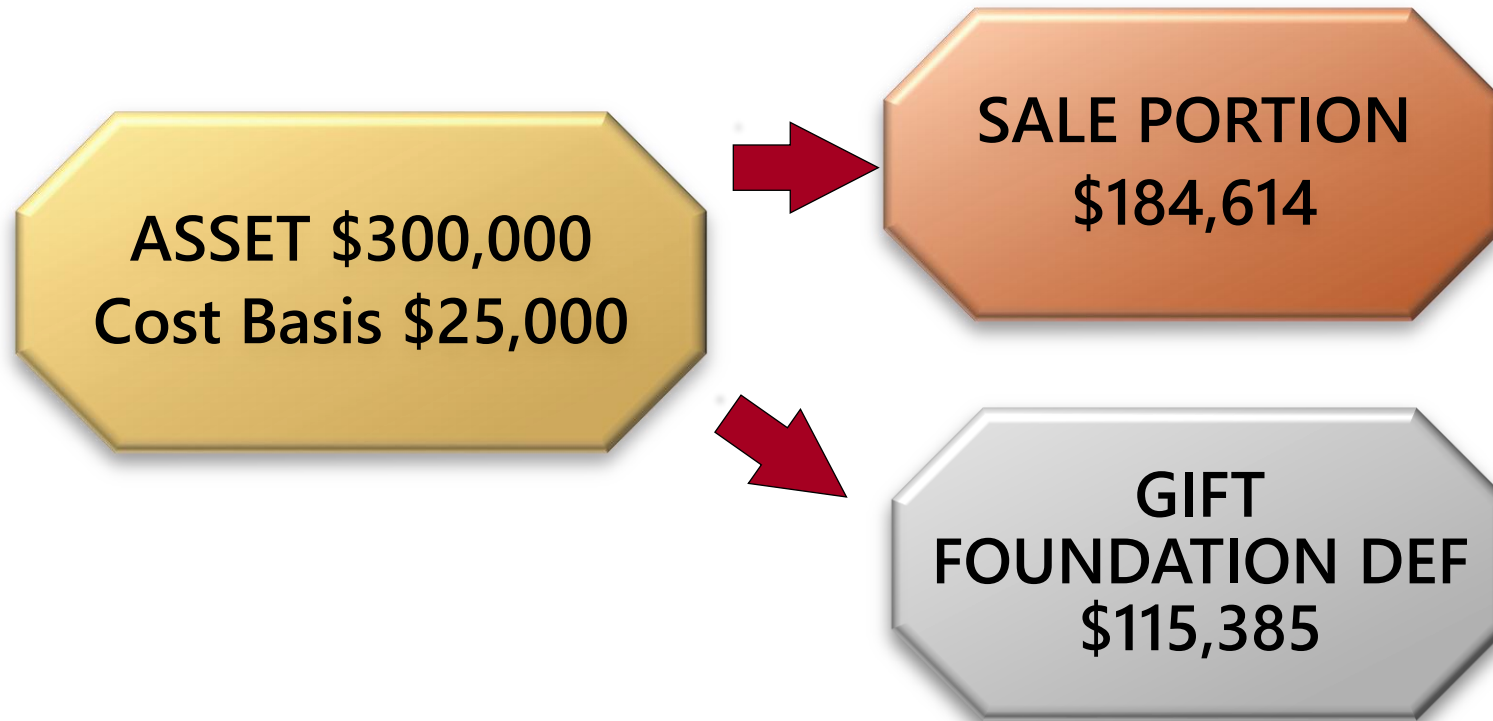 ASSET $300,000
Cost Basis $25,000
SALE PORTION
$184,614
GIFT
FOUNDATION DEF
$115,385